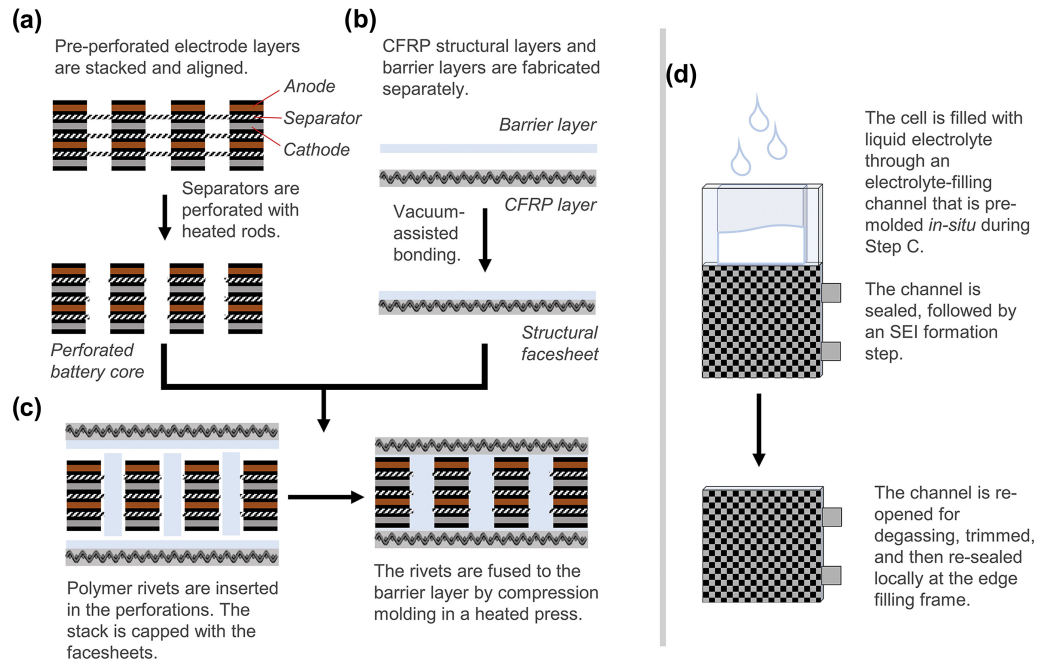 (a)
Pre-perforated electrode layers
are stacked and aligned.
Anode
Separator
Cathode
Separators are
perforated with
heated rods.
Perforated
battery core
(b)
CFRP structural layers and
barrier layers are fabricated
separately.
Barrier layer
CFRP layer
Vacuum-
assisted
bonding.
Structural
facesheet
(c)
Polymer rivets are inserted
in the perforations. The
stack is capped with the
facesheets.
The rivets are fused to the
barrier layer by compression
molding in a heated press.
(d)
The cell is filled with
liquid electrolyte
through an
electrolyte-filling
channel that is pre-
molded in-situ during
Step C.
The channel is
sealed, followed by
an SEI formation
step.
The channel is re-
opened for
degassing, trimmed,
and then re-sealed
locally at the edge
filling frame.